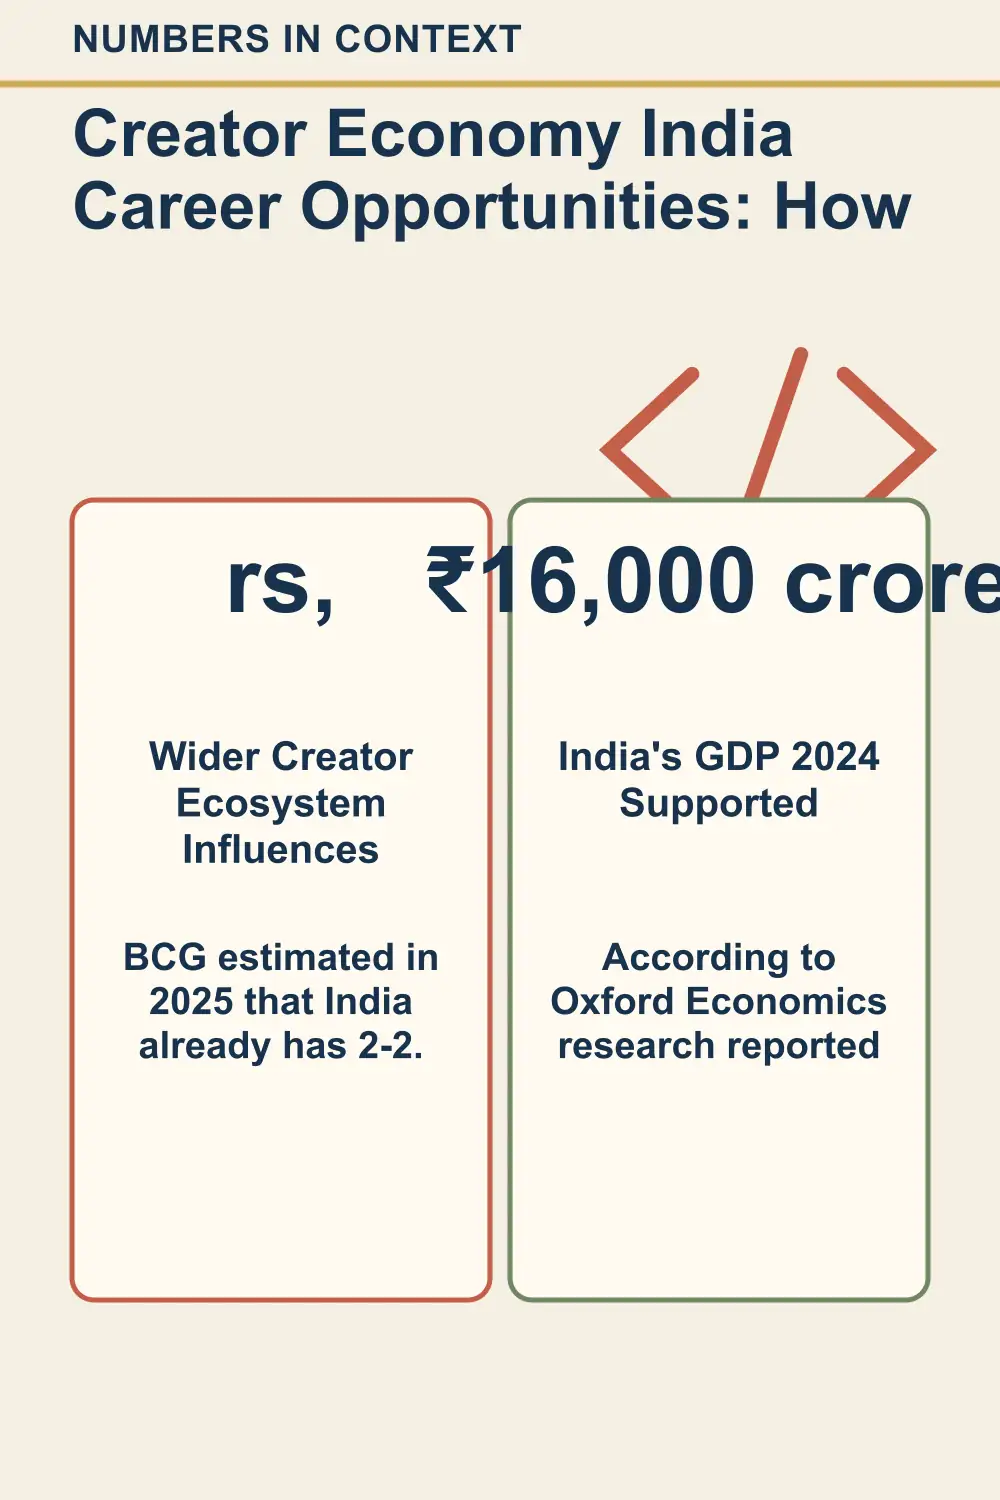 NUMBERS IN CONTEXT
Creator Economy India
Career Opportunities: How
rs,
Wider Creator
Ecosystem
Influences
BCG estimated in
2025 that India
already has 2-2.
₹16,000 crore
India's GDP 2024
Supported
According to
Oxford Economics
research reported